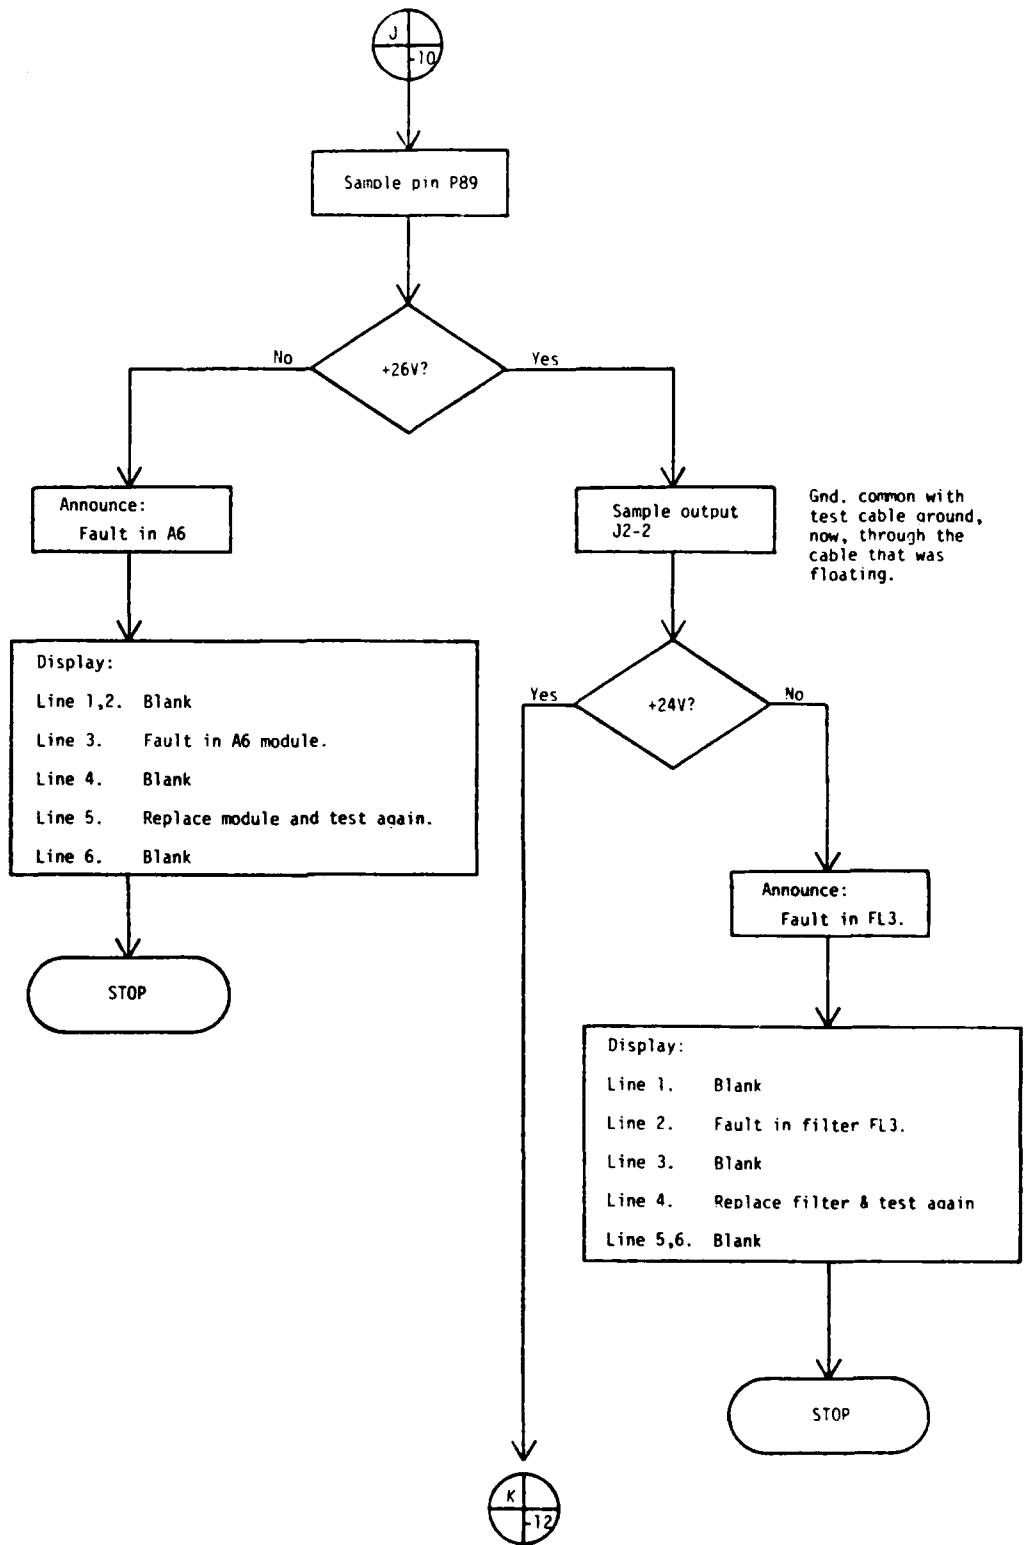 J
-10
Sample pin P89
+26V?
No
Yes
Announce:
Fault in A6
Sample output
J2-2
Gnd. common with
test cable ground,
now, through the
cable that was
floating.
Display:
Line 1,2. Blank
Line 3. Fault in A6 module.
Line 4. Blank
Line 5. Replace module and test again.
Line 6. Blank
STOP
+24V?
Yes
No
Announce:
Fault in FL3.
Display:
Line 1. Blank
Line 2. Fault in filter FL3.
Line 3. Blank
Line 4. Replace filter & test again
Line 5,6. Blank
STOP
K
-12